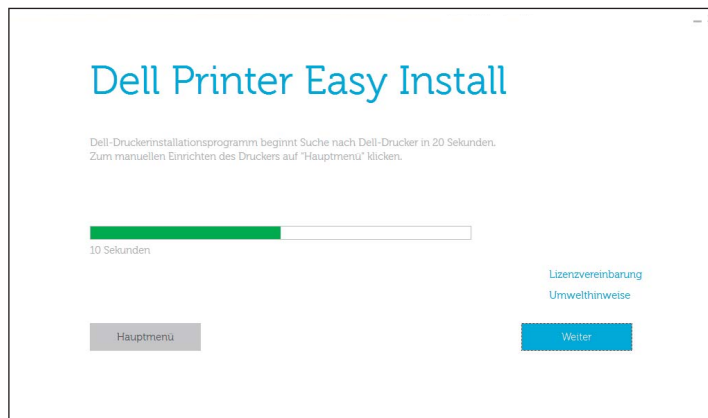 Dell Printer Easy Install
Dell-Druckerinstallationsprogramm beginnt Suche nach Dell-Drucker in 20 Sekunden.
Zum manuellen Einrichten des Druckers auf "Hauptmenü" klicken.
10 Sekunden
Lizenzvereinbarung
Umwelthinweise
Hauptmenü
Weiter